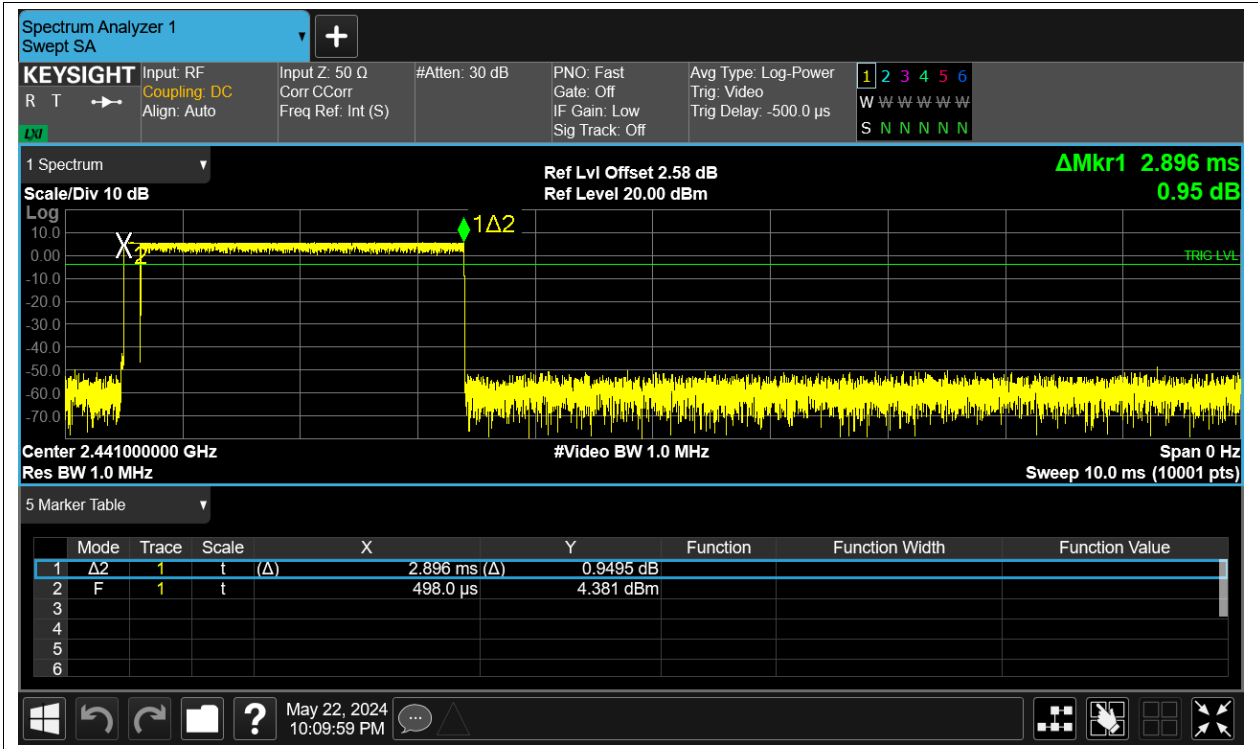 Spectrum Analyzer 1
Swept SA
KEYSIGHT
R T
LXI
Input: RF
Coupling: DC
Align: Auto
Input Z: 50 Ω
Corr CCorr
Freq Ref: Int (S)
#Atten: 30 dB
PNO: Fast
Gate: Off
IF Gain: Low
Sig Track: Off
Avg Type: Log-Power
Trig: Video
Trig Delay: -500.0 µs
1 2 3 4 5 6
W W W W W W
S N N N N N
1 Spectrum
Scale/Div 10 dB
Ref Lvl Offset 2.58 dB
Ref Level 20.00 dBm
ΔMkr1 2.896 ms
0.95 dB
Log
10.0
0.00
-10.0
-20.0
-30.0
-40.0
-50.0
-60.0
-70.0
X
2
1Δ2
TRIG LVL
Center 2.441000000 GHz
#Video BW 1.0 MHz
Span 0 Hz
Res BW 1.0 MHz
Sweep 10.0 ms (10001 pts)
5 Marker Table
Mode Trace Scale X Y Function Function Width Function Value
1 Δ2 1 t (Δ) 2.896 ms (Δ) 0.9495 dB
2 F 1 t 498.0 µs 4.381 dBm
3
4
5
6
?
May 22, 2024
10:09:59 PM